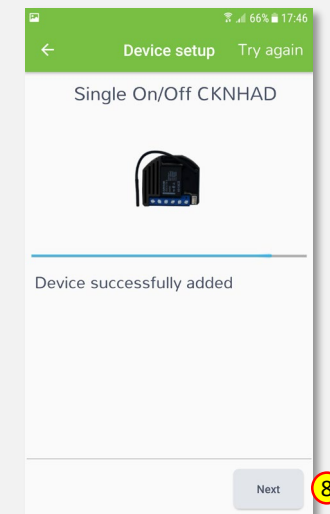 66% 17:46
Device setup Try again
Single On/Off CKNHAD
Device successfully added
Next 8